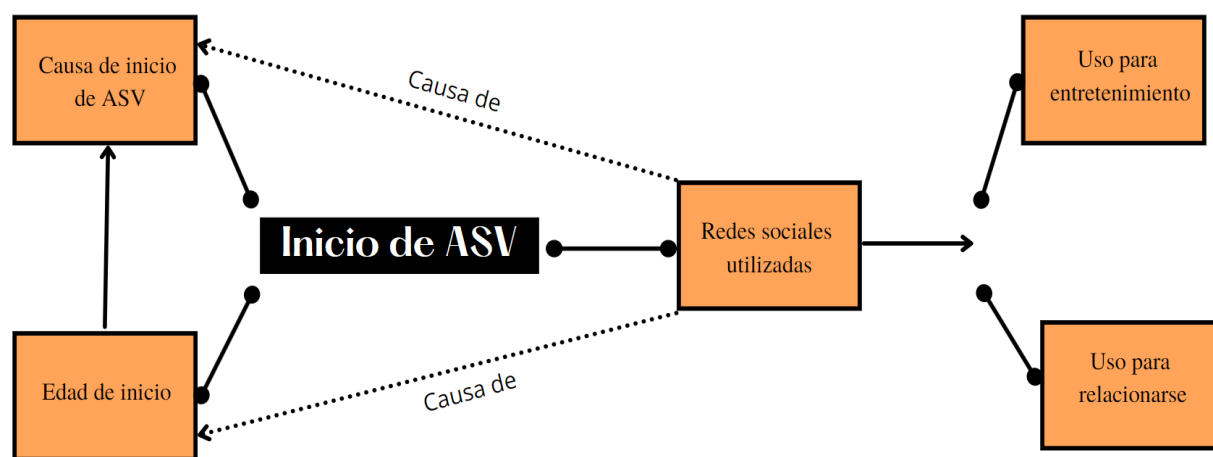 Causa de inicio
de ASV
Causa de
Uso para
entretenimiento
Inicio de ASV
Redes sociales
utilizadas
Edad de inicio
Causa de
Uso para
relacionarse